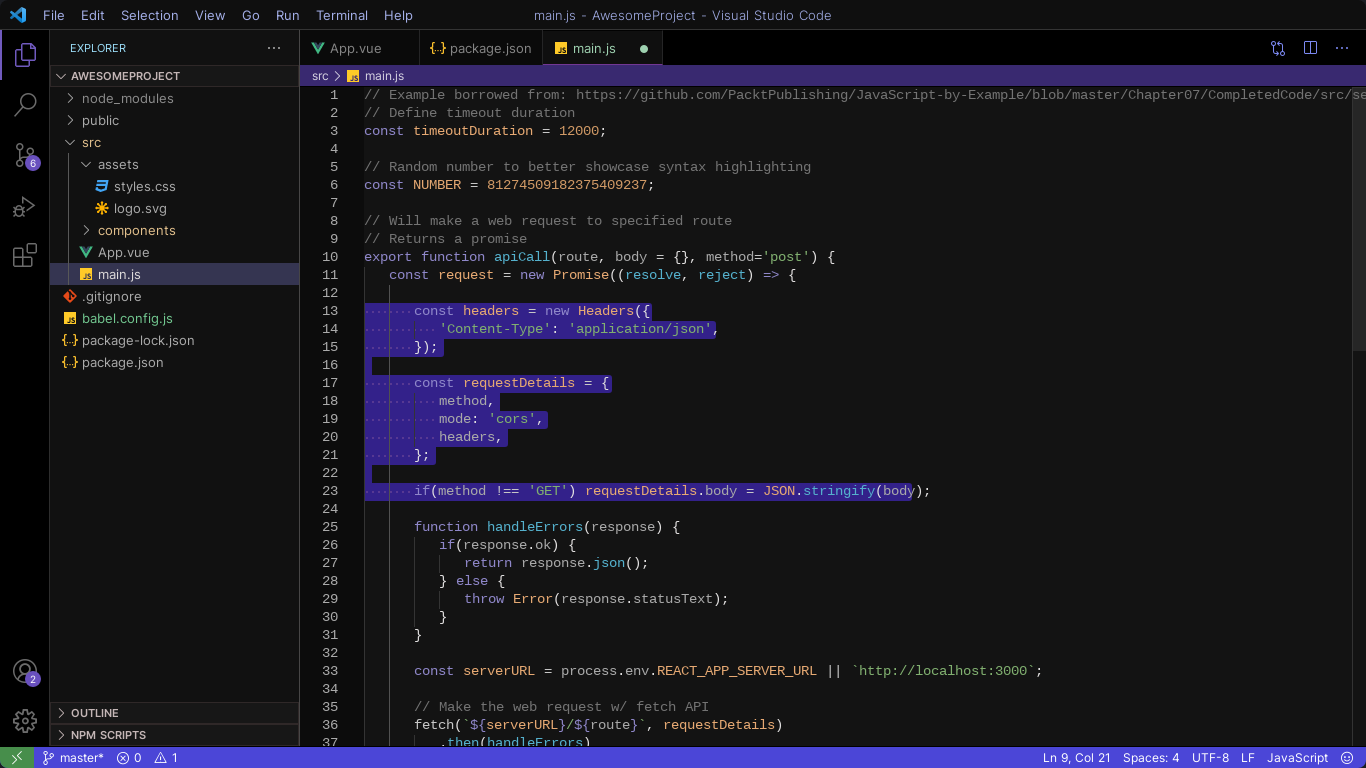 File Edit Selection View Go Run Terminal Help
main.js - AwesomeProject - Visual Studio Code
EXPLORER
AWESOMEPROJECT
node_modules
public
src
assets
styles.css
logo.svg
components
App.vue
main.js
.gitignore
babel.config.js
package-lock.json
package.json
OUTLINE
NPM SCRIPTS
6
2
App.vue
package.json
main.js
src > main.js
1 // Example borrowed from: https://github.com/PacktPublishing/JavaScript-by-Example/blob/master/Chapter07/CompletedCode/src/se
2 // Define timeout duration
3 const timeoutDuration = 12000;
4
5 // Random number to better showcase syntax highlighting
6 const NUMBER = 81274509182375409237;
7
8 // Will make a web request to specified route
9 // Returns a promise
10 export function apiCall(route, body = {}, method='post') {
11 const request = new Promise((resolve, reject) => {
12
13 const headers = new Headers({
14 'Content-Type': 'application/json',
15 });
16
17 const requestDetails = {
18 method,
19 mode: 'cors',
20 headers,
21 };
22
23 if(method !== 'GET') requestDetails.body = JSON.stringify(body);
24
25 function handleErrors(response) {
26 if(response.ok) {
27 return response.json();
28 } else {
29 throw Error(response.statusText);
30 }
31 }
32
33 const serverURL = process.env.REACT_APP_SERVER_URL || `http://localhost:3000`;
34
35 // Make the web request w/ fetch API
36 fetch(`${serverURL}/${route}`, requestDetails)
37 .then(handleErrors)
master* 0 1
Ln 9, Col 21 Spaces: 4 UTF-8 LF JavaScript